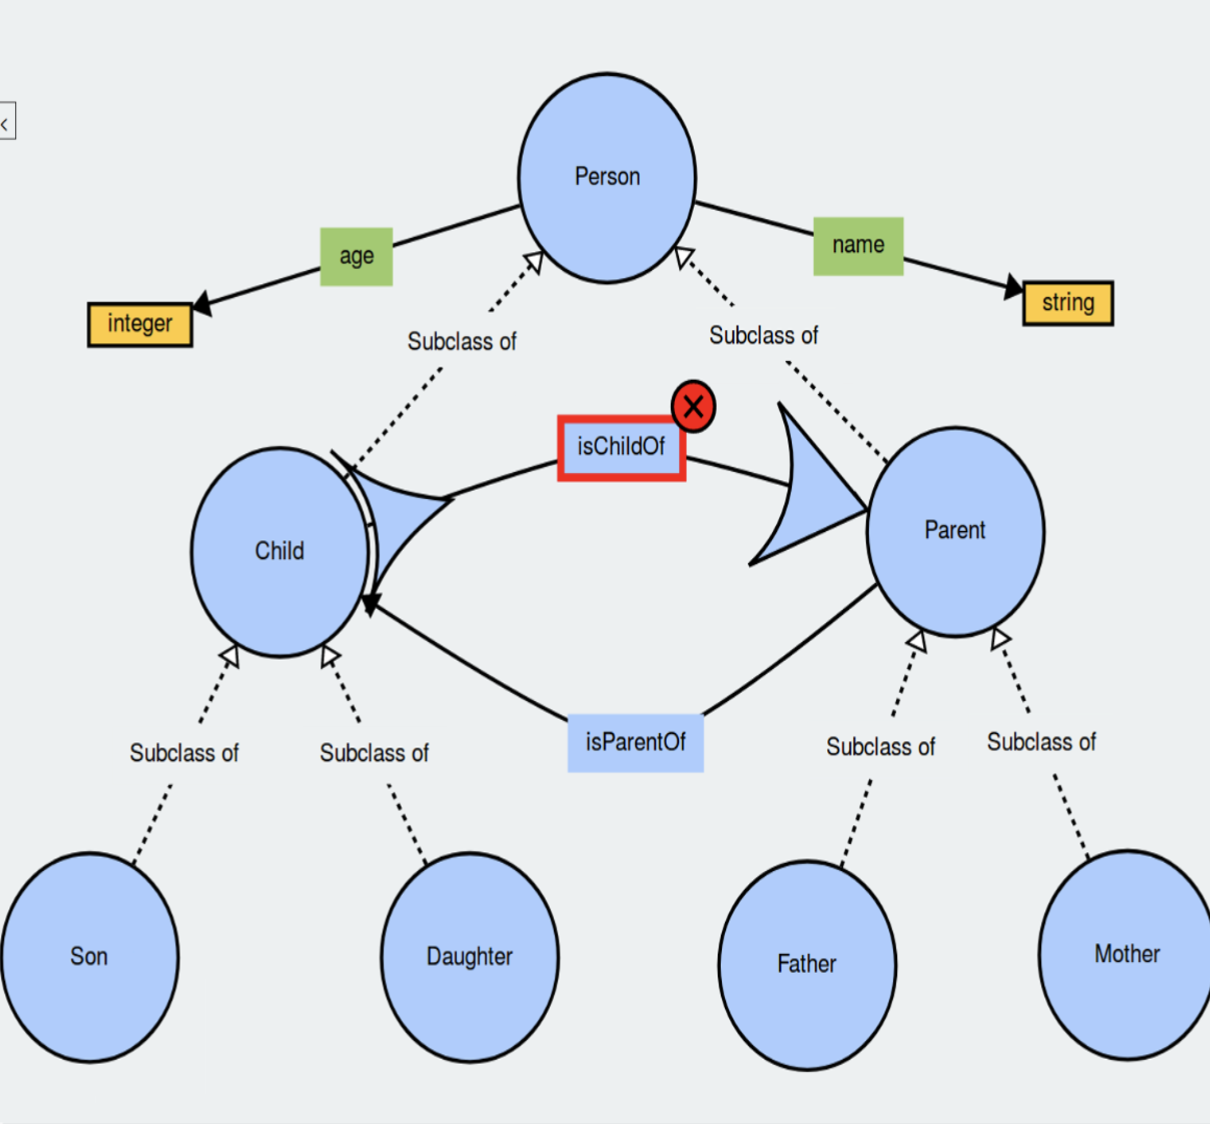 Person
<
age
name
integer
string
Subclass of
Subclass of
isChildOf
Child
Parent
isParentOf
Subclass of
Subclass of
Subclass of
Subclass of
Son
Daughter
Father
Mother